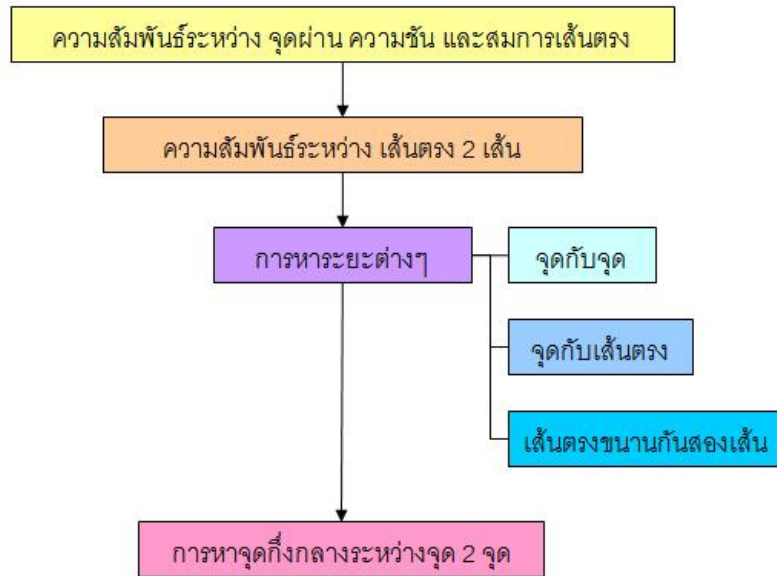 ความสัมพันธ์ระหว่าง จุดผ่าน ความชัน และสมการเส้นตรง
ความสัมพันธ์ระหว่าง เส้นตรง 2 เส้น
การหาระยะต่างๆ
จุดกับจุด
จุดกับเส้นตรง
เส้นตรงขนานกันสองเส้น
การหาจุดกึ่งกลางระหว่างจุด 2 จุด